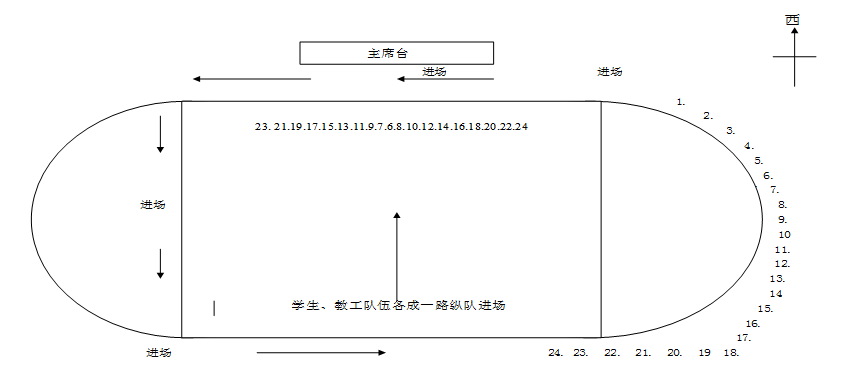 西
主席台
进场
进场
1.
2.
3.
23. 21.19.17.15.13.11.9.7.6.8.10.12.14.16.18.20.22.24
4.
5.
6.
7.
进场
8.
9.
10
11.
12.
13.
14
学生、教工队伍各成一路纵队进场
15.
16.
17.
进场
24. 23. 22. 21. 20. 19 18.